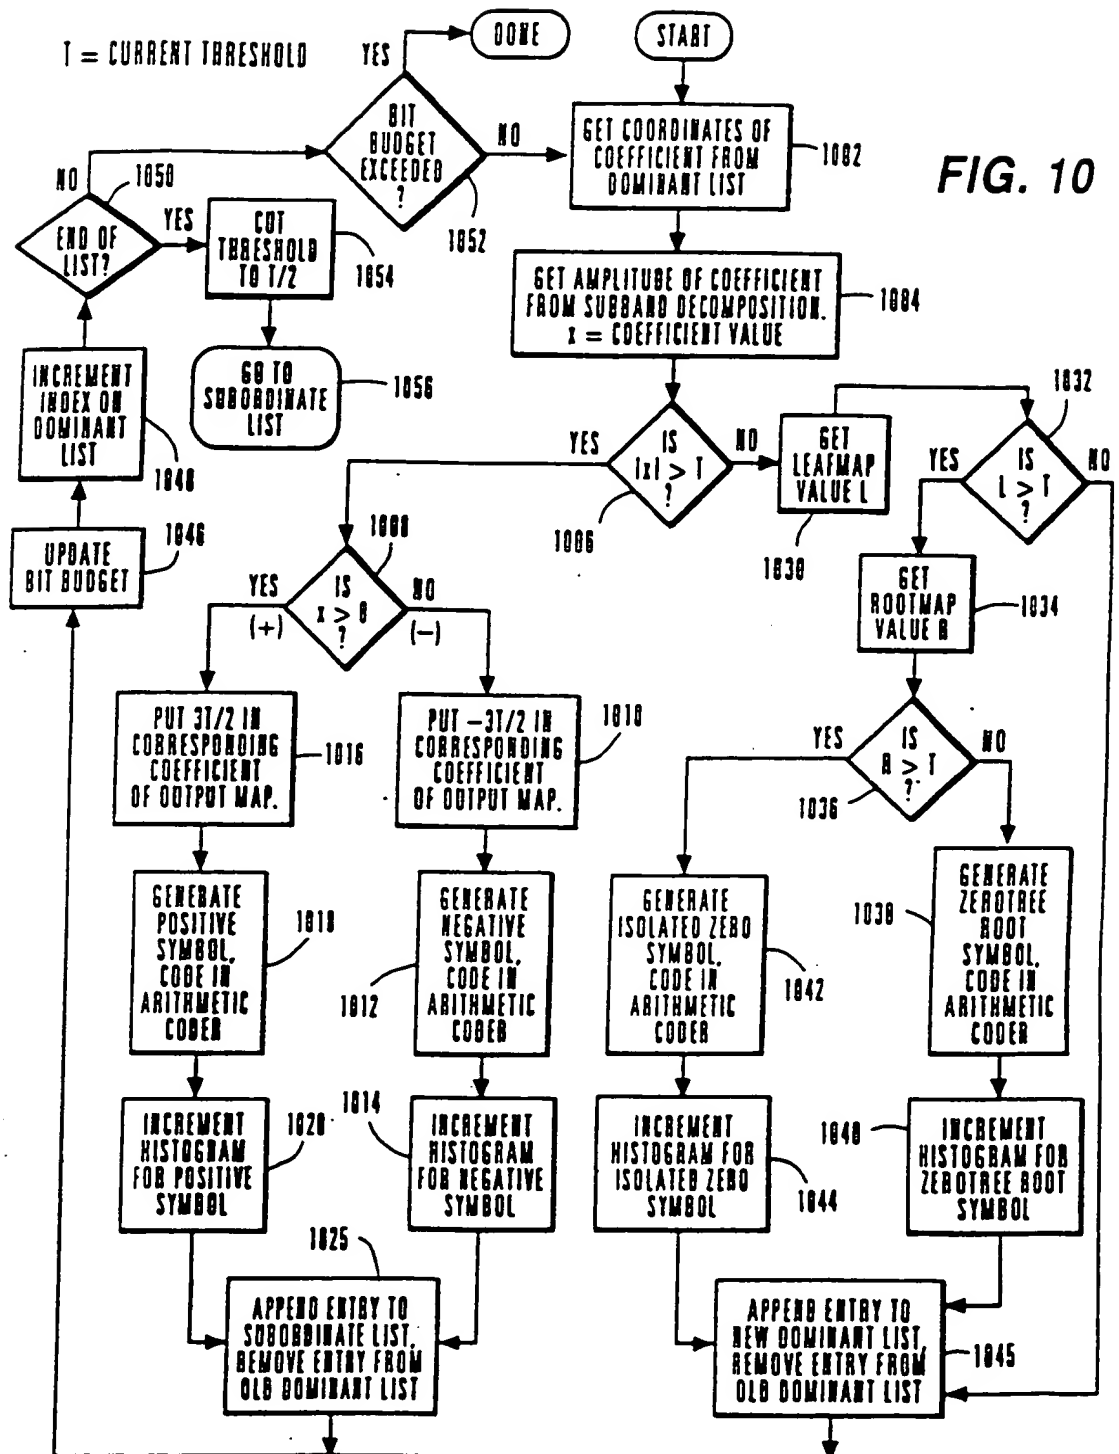 T = CURRENT THRESHOLD
YES
DONE
START
BIT
BUDGET
EXCEEDED
?
NO
1052
GET COORDINATES OF
COEFFICIENT FROM
DOMINANT LIST
1002
FIG. 10
NO
1050
END OF
LIST?
YES
CUT
THRESHOLD
TO T/2
1054
GO TO
SUBORDINATE
LIST
1056
GET AMPLITUDE OF COEFFICIENT
FROM SUBBAND DECOMPOSITION.
X = COEFFICIENT VALUE
1004
INCREMENT
INDEX ON
DOMINANT
LIST
1048
UPDATE
BIT BUDGET
1046
YES
IS
|x| > T
?
NO
1006
GET
LEAFMAP
VALUE L
1030
1032
YES
IS
L > T
?
NO
GET
ROOTMAP
VALUE R
1034
1008
YES
(+)
IS
x > 0
?
NO
(−)
YES
IS
R > T
?
NO
1036
PUT 3T/2 IN
CORRESPONDING
COEFFICIENT
OF OUTPUT MAP.
1016
PUT −3T/2 IN
CORRESPONDING
COEFFICIENT
OF OUTPUT MAP.
1010
GENERATE
POSITIVE
SYMBOL,
CODE IN
ARITHMETIC
CODER
1018
GENERATE
NEGATIVE
SYMBOL,
CODE IN
ARITHMETIC
CODER
1012
GENERATE
ISOLATED ZERO
SYMBOL,
CODE IN
ARITHMETIC
CODER
1042
GENERATE
ZEROTREE
ROOT
SYMBOL,
CODE IN
ARITHMETIC
CODER
1038
INCREMENT
HISTOGRAM
FOR POSITIVE
SYMBOL
1020
INCREMENT
HISTOGRAM
FOR NEGATIVE
SYMBOL
1014
INCREMENT
HISTOGRAM FOR
ISOLATED ZERO
SYMBOL
1044
INCREMENT
HISTOGRAM FOR
ZEROTREE ROOT
SYMBOL
1040
1025
APPEND ENTRY TO
SUBORDINATE LIST,
REMOVE ENTRY FROM
OLD DOMINANT LIST
APPEND ENTRY TO
NEW DOMINANT LIST,
REMOVE ENTRY FROM
OLD DOMINANT LIST
1045